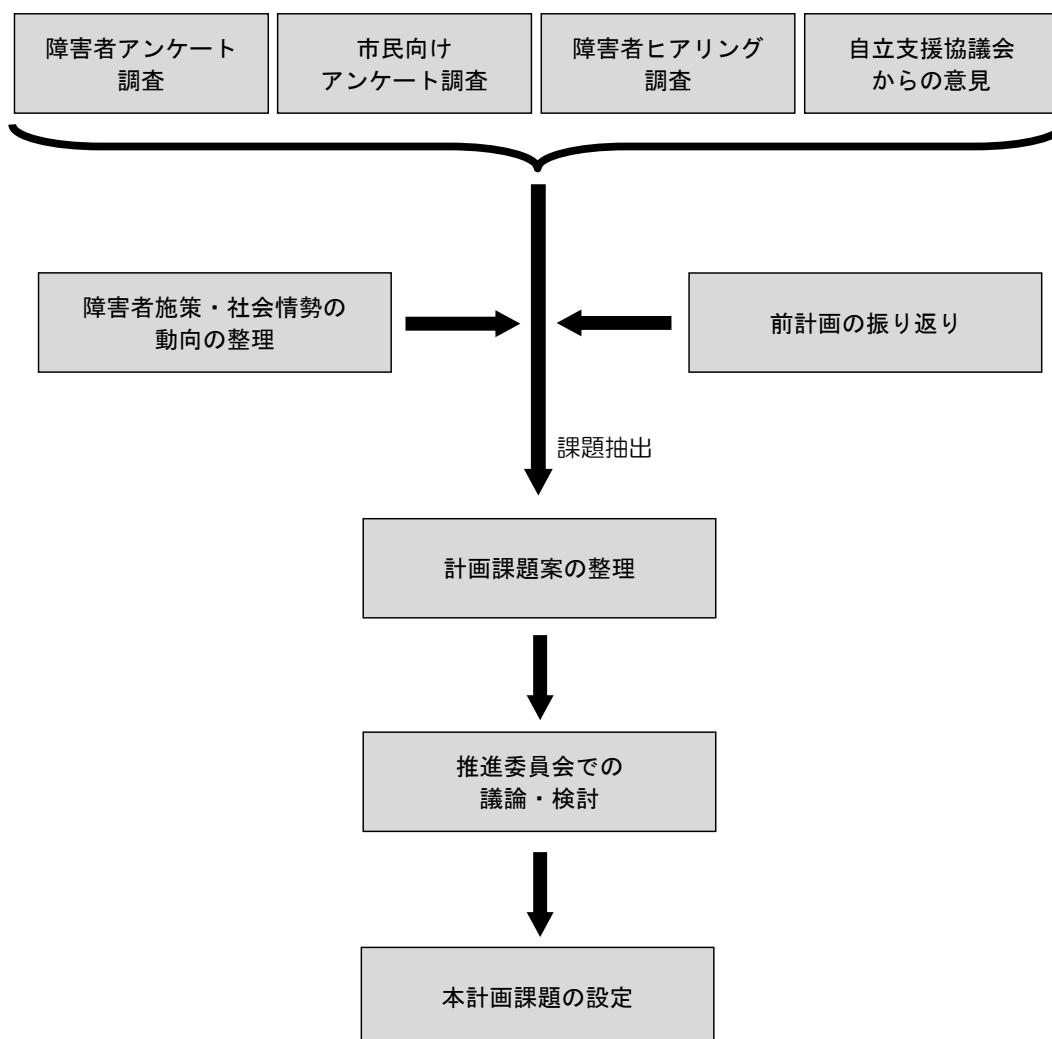 障害者アンケート
調査
市民向け
アンケート調査
障害者ヒアリング
調査
自立支援協議会
からの意見
障害者施策・社会情勢の
動向の整理
前計画の振り返り
課題抽出
計画課題案の整理
推進委員会での
議論・検討
本計画課題の設定